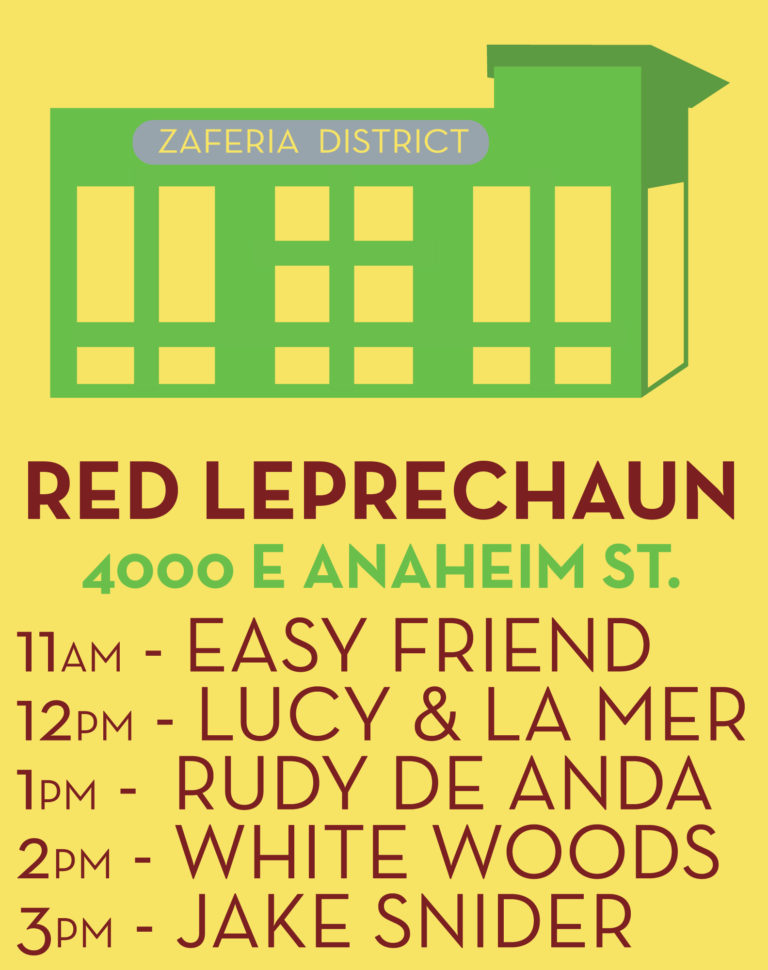 ZAFERIA DISTRICT
RED LEPRECHAUN
4000 E ANAHEIM ST.
11AM - EASY FRIEND
12PM - LUCY & LA MER
1PM - RUDY DE ANDA
2PM - WHITE WOODS
3PM - JAKE SNIDER